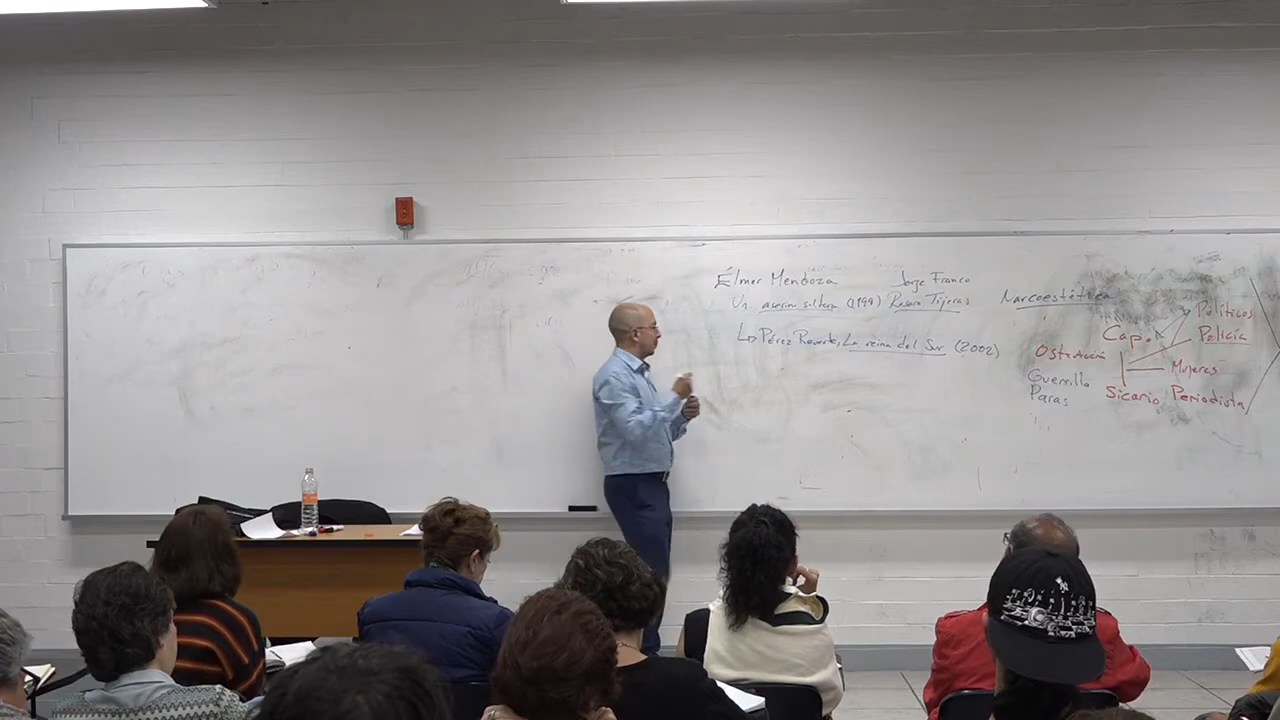 Élmer Mendoza
Jorge Franco
Un asesino solitario (1999) Rosario Tijeras
Pérez Reverte, La reina del Sur (2002)
Narcoestética
Políticos
Capo
Policía
Ostentación
Mujeres
Guerrilla
Sicario Periodista
Paras